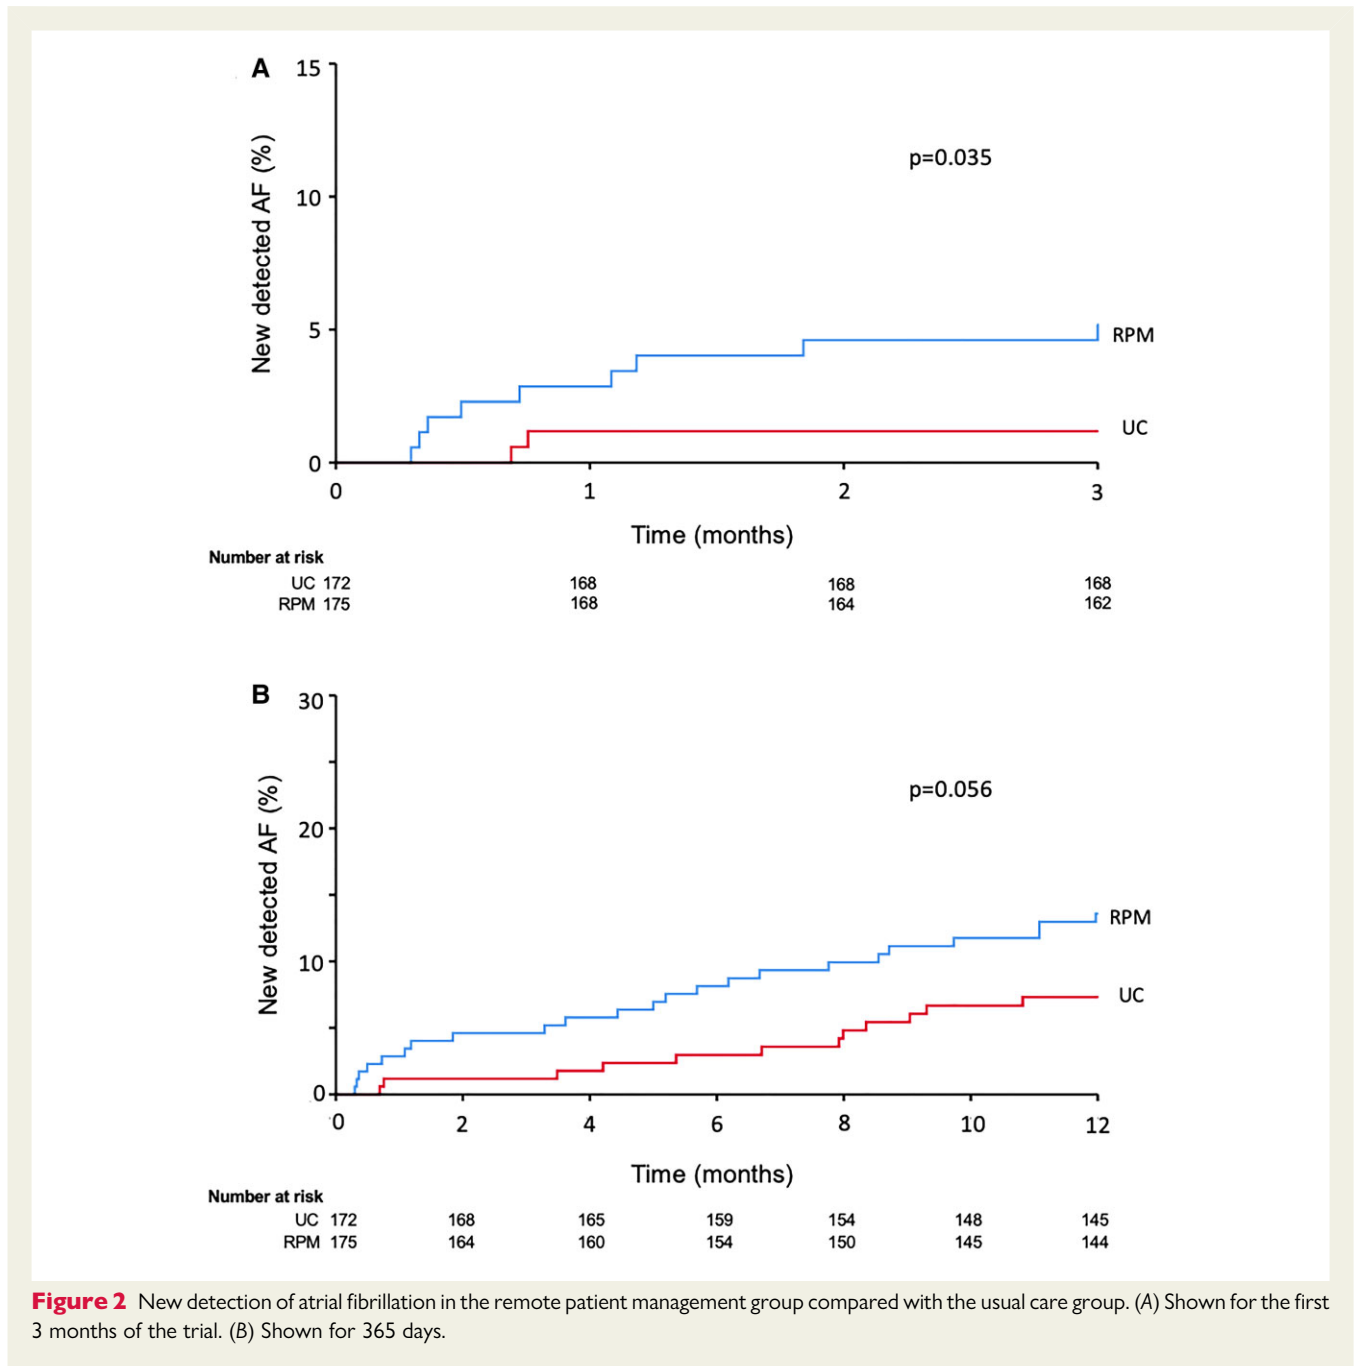 A
15
10
5
0
New detected AF (%)
p=0.035
RPM
UC
0 1 2 3
Time (months)
Number at risk
UC 172 168 168 168
RPM 175 168 164 162
B
30
20
10
0
New detected AF (%)
p=0.056
RPM
UC
0 2 4 6 8 10 12
Time (months)
Number at risk
UC 172 168 165 159 154 148 145
RPM 175 164 160 154 150 145 144
Figure 2 New detection of atrial fibrillation in the remote patient management group compared with the usual care group. (A) Shown for the first
3 months of the trial. (B) Shown for 365 days.